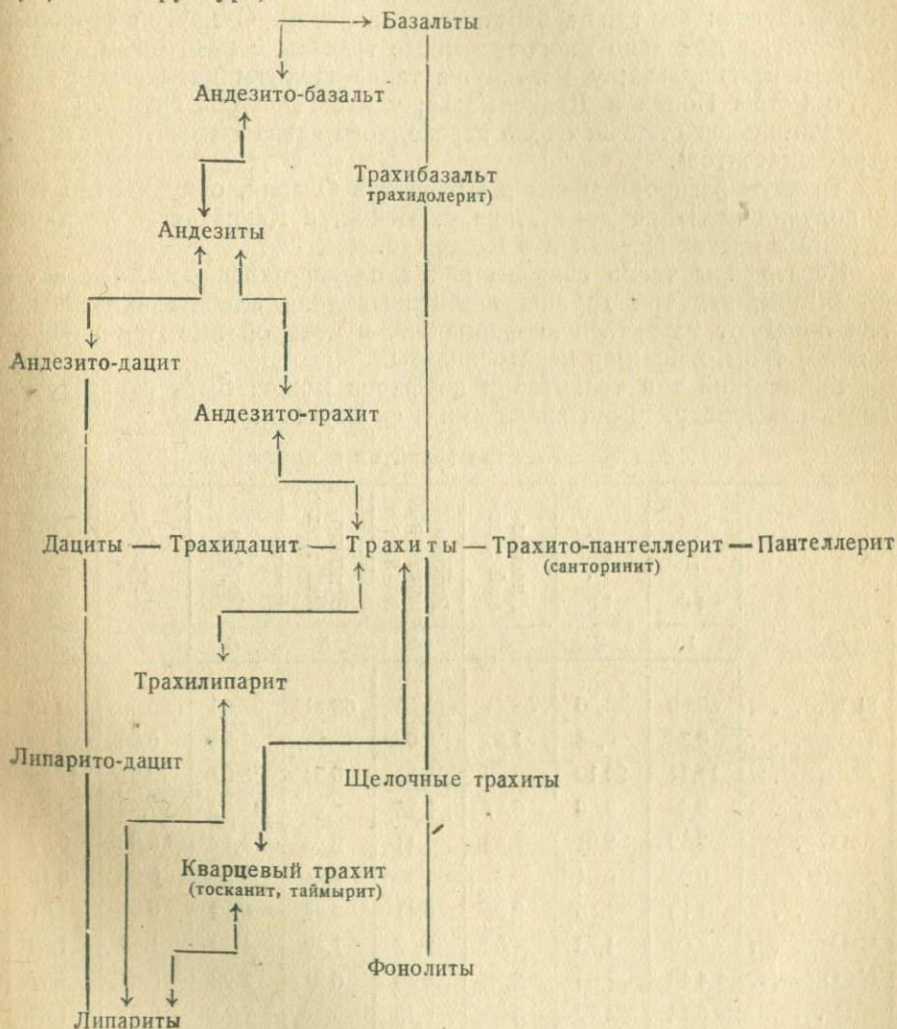 Базальты
Андезито-базальт
Трахибазальт
трахидолерит)
Андезиты
Андезито-дацит
Андезито-трахит
Дациты — Трахидацит — Трахиты — Трахито-пантеллерит — Пантеллерит
(санторинит)
Трахилипарит
Липарито-дацит
Щелочные трахиты
Кварцевый трахит
(тосканит, таймырит)
Фонолиты
Липариты